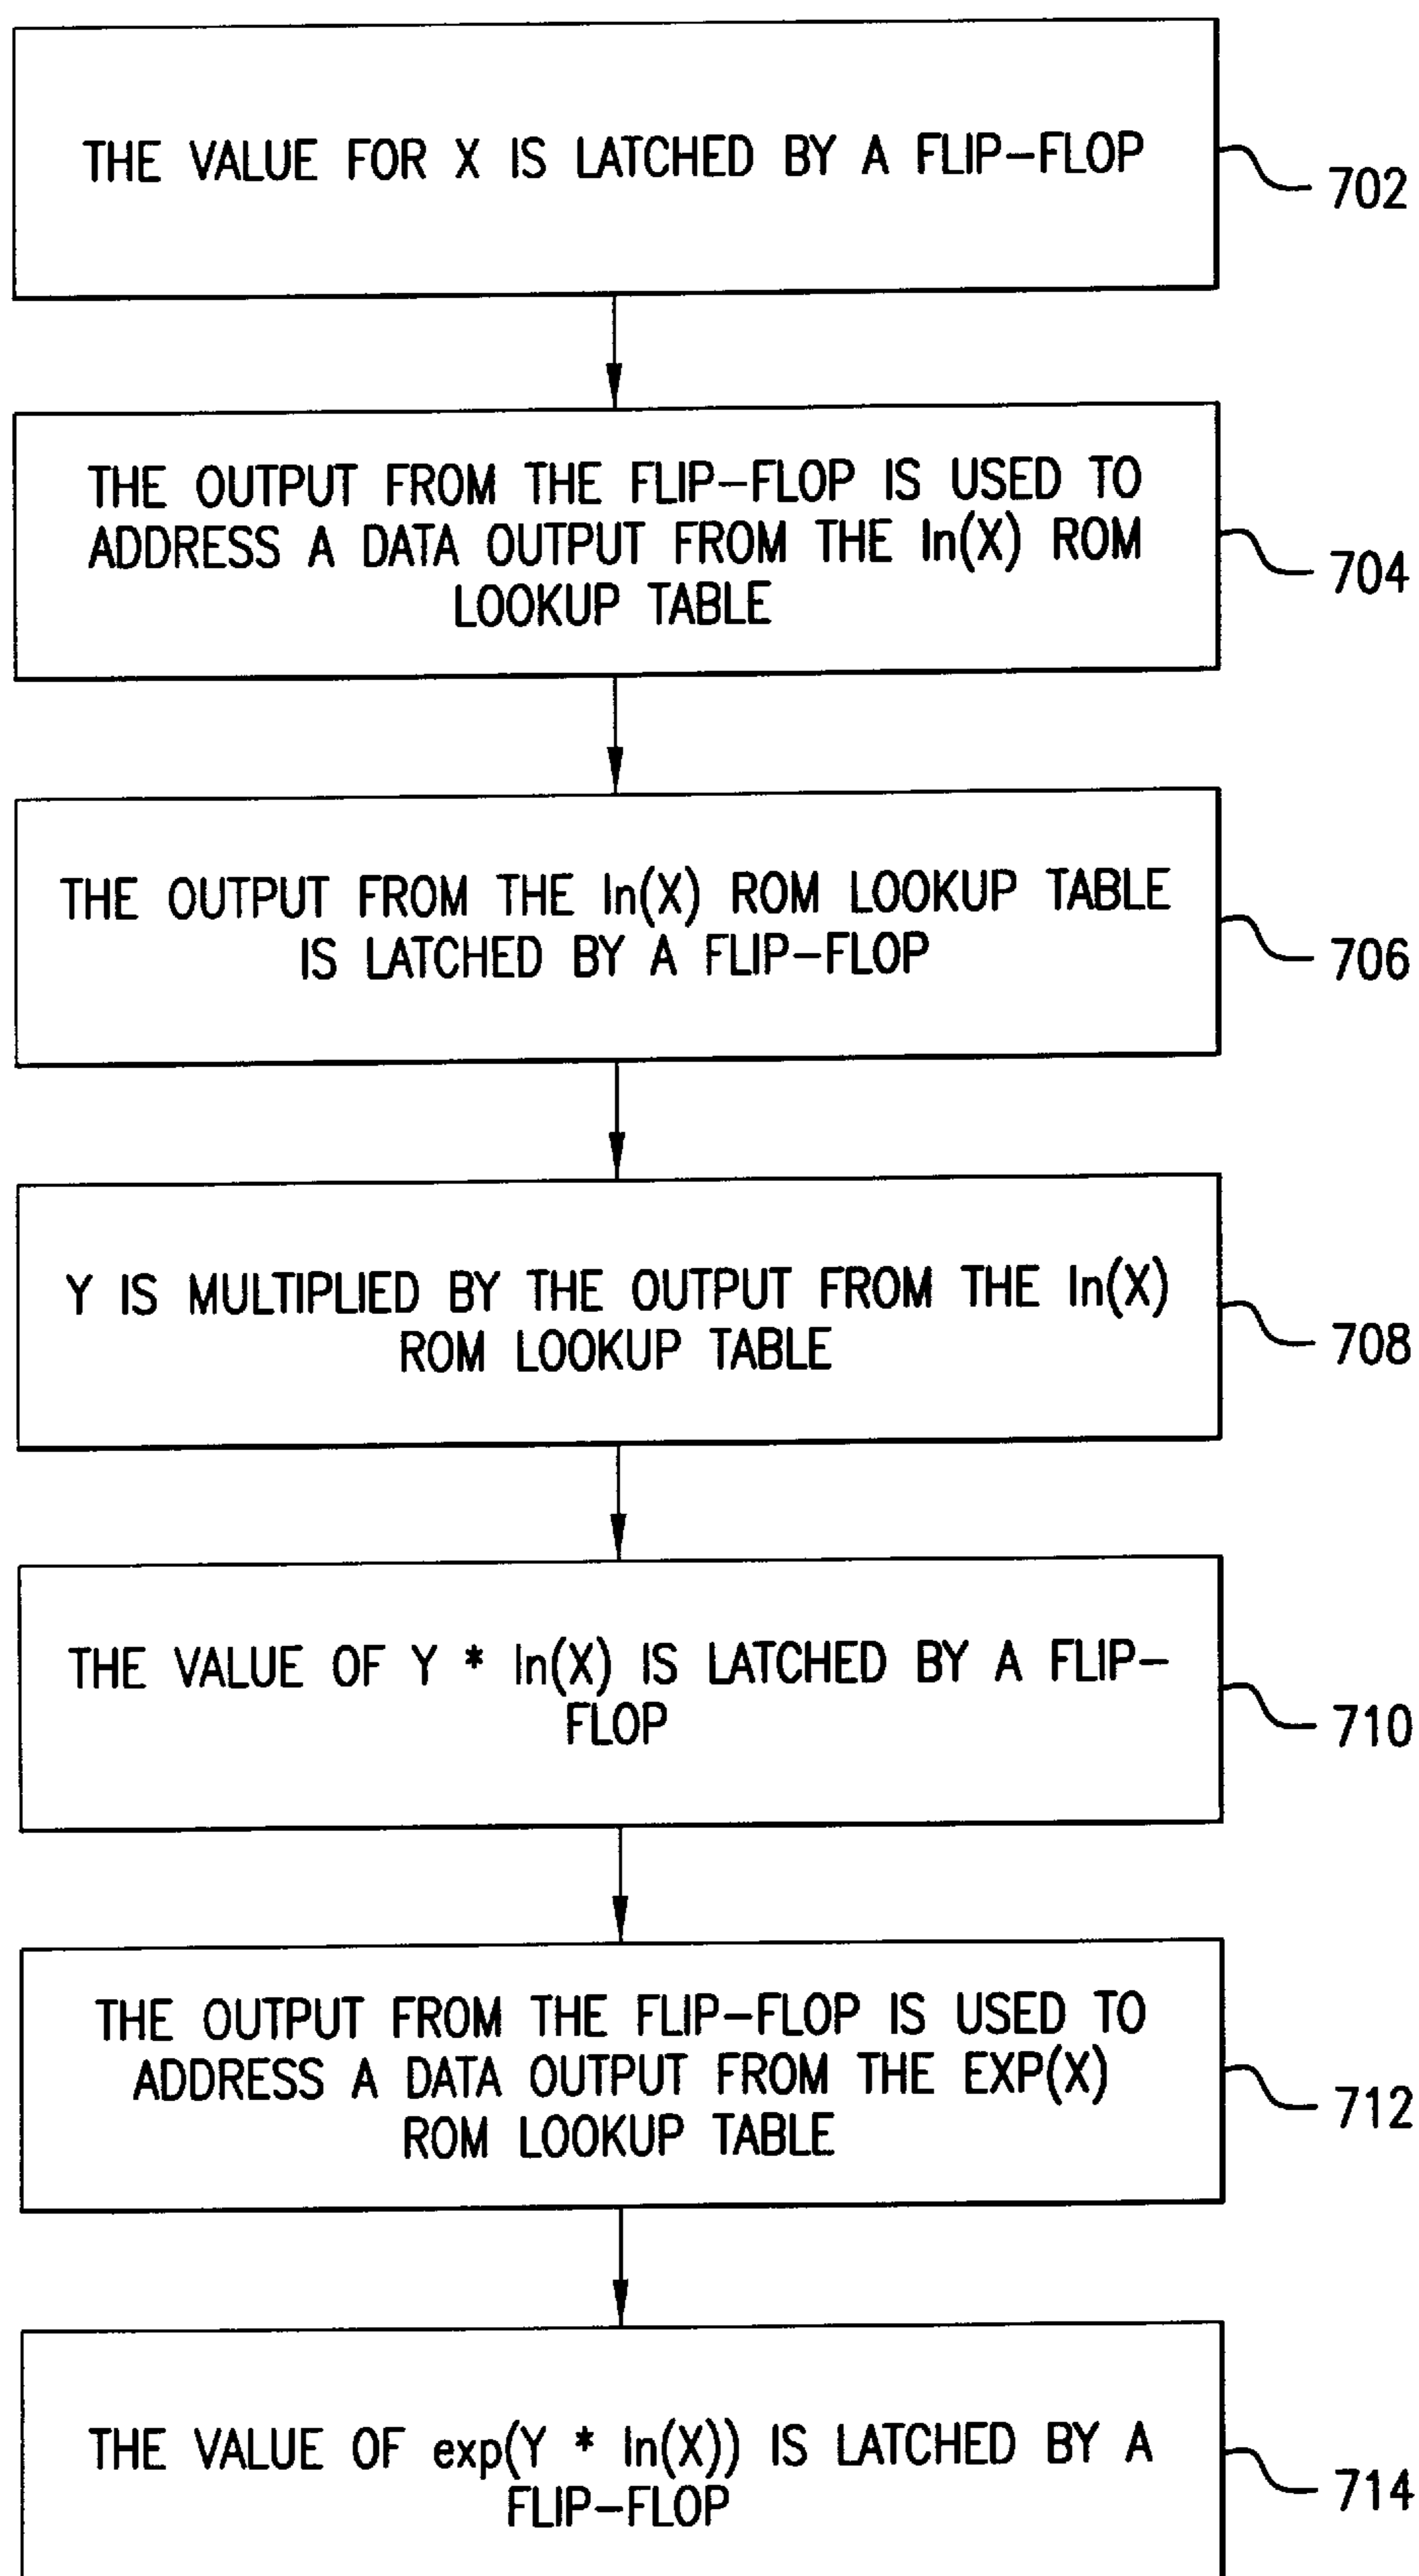 THE VALUE FOR X IS LATCHED BY A FLIP-FLOP
702
THE OUTPUT FROM THE FLIP-FLOP IS USED TO
ADDRESS A DATA OUTPUT FROM THE ln(X) ROM
LOOKUP TABLE
704
THE OUTPUT FROM THE ln(X) ROM LOOKUP TABLE
IS LATCHED BY A FLIP-FLOP
706
Y IS MULTIPLIED BY THE OUTPUT FROM THE ln(X)
ROM LOOKUP TABLE
708
THE VALUE OF Y * ln(X) IS LATCHED BY A FLIP-
FLOP
710
THE OUTPUT FROM THE FLIP-FLOP IS USED TO
ADDRESS A DATA OUTPUT FROM THE EXP(X)
ROM LOOKUP TABLE
712
THE VALUE OF exp(Y * ln(X)) IS LATCHED BY A
FLIP-FLOP
714